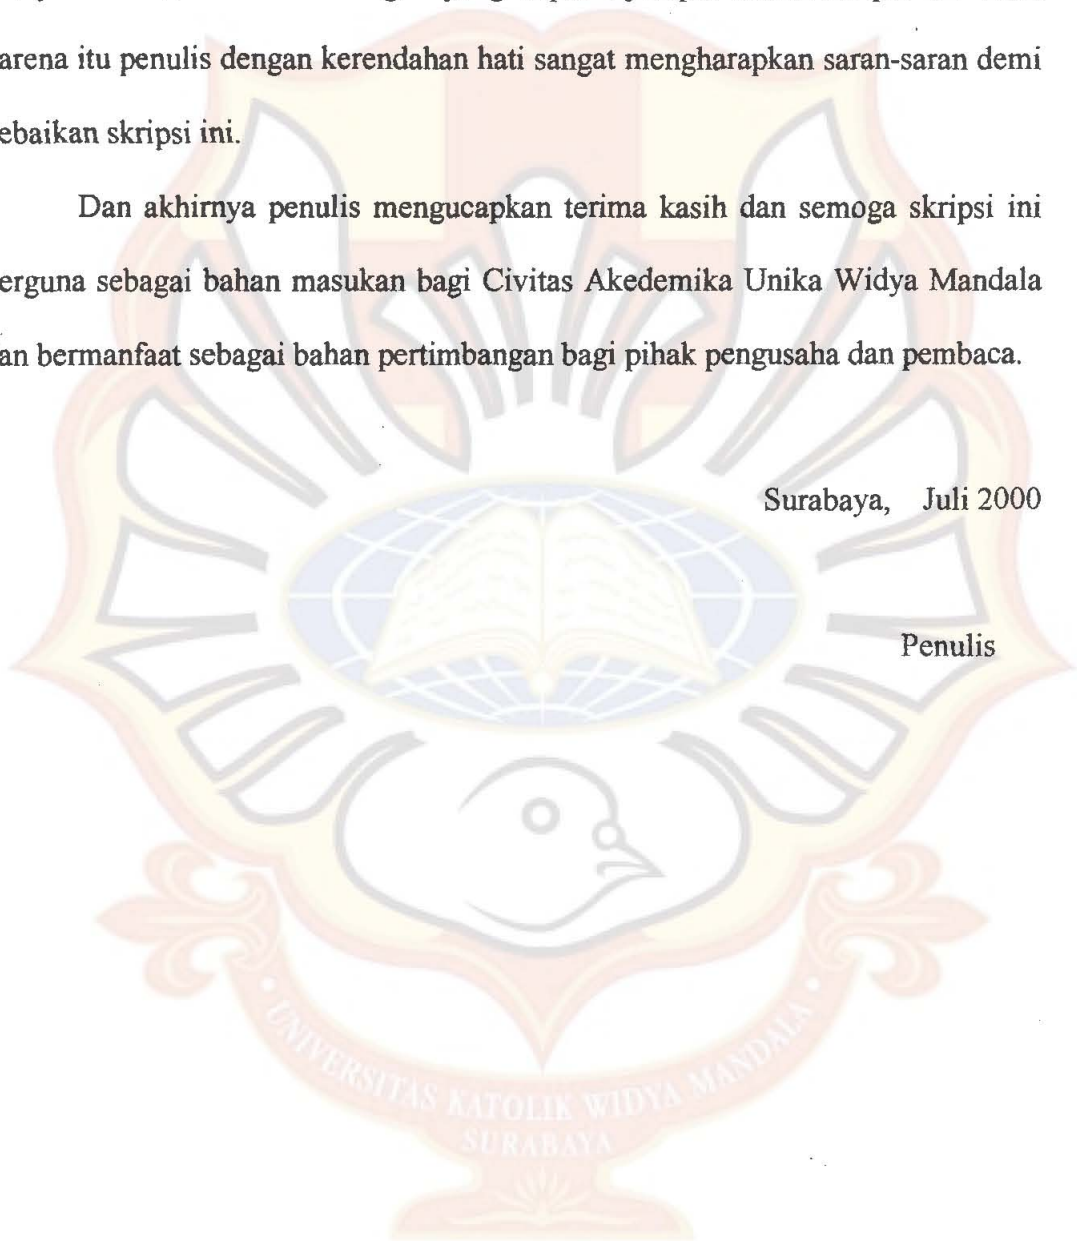 arena itu penulis dengan kerendahan hati sangat mengharapkan saran-saran demi
ebaikan skripsi ini.
Dan akhirnya penulis mengucapkan terima kasih dan semoga skripsi ini
erguna sebagai bahan masukan bagi Civitas Akedemika Unika Widya Mandala
an bermanfaat sebagai bahan pertimbangan bagi pihak pengusaha dan pembaca.
Surabaya, Juli 2000
Penulis
UNIVERSITAS KATOLIK WIDYA MANDALA
SURABAYA